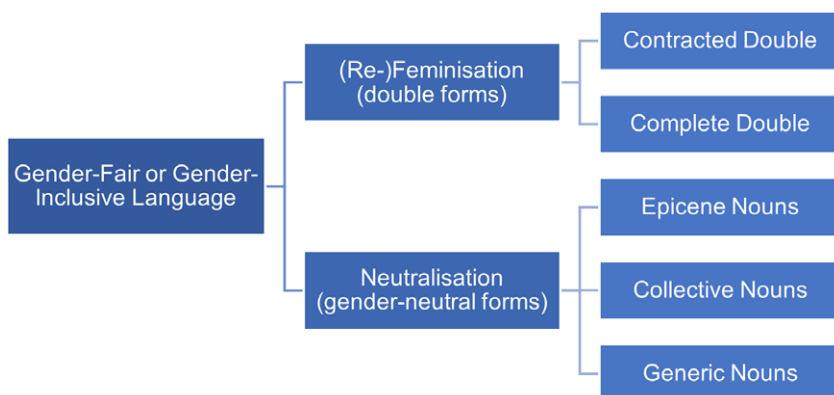 Gender-Fair or Gender-
Inclusive Language
(Re-)Feminisation
(double forms)
Contracted Double
Complete Double
Neutralisation
(gender-neutral forms)
Epicene Nouns
Collective Nouns
Generic Nouns